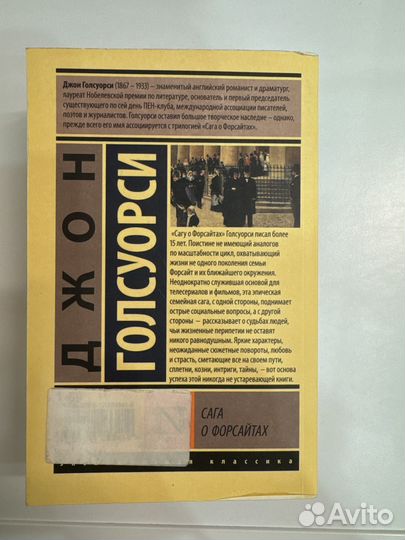 Джон Голсуорси (1867 – 1933) – знаменитый английский романист и драматург,
лауреат Нобелевской премии по литературе, основатель и первый председатель
существующего по сей день ПЕН-клуба, международной ассоциации писателей,
поэтов и журналистов. Голсуорси оставил большое творческое наследие – однако,
прежде всего его имя ассоциируется с трилогией «Сага о Форсайтах».
ДЖОН
ГОЛСУОРСИ
«Сагу о Форсайтах» Голсуорси писал более
15 лет. Поистине не имеющий аналогов
по масштабности цикл, охватывающий
жизни не одного поколения семьи
Форсайт и их ближайшего окружения.
Неоднократно служившая основой для
телесериалов и фильмов, эта эпическая
семейная сага, с одной стороны, поднимает
острые социальные вопросы, а с другой
стороны – рассказывает о судьбах людей,
чьи жизненные перипетии не оставят
никого равнодушным. Яркие характеры,
неожиданные сюжетные повороты, любовь
и страсть, сметающие все на своем пути,
сплетни, козни, интриги, тайны, – вот основа
успеха этой никогда не устаревающей книги.
САГА
О ФОРСАЙТАХ
классика
Avito